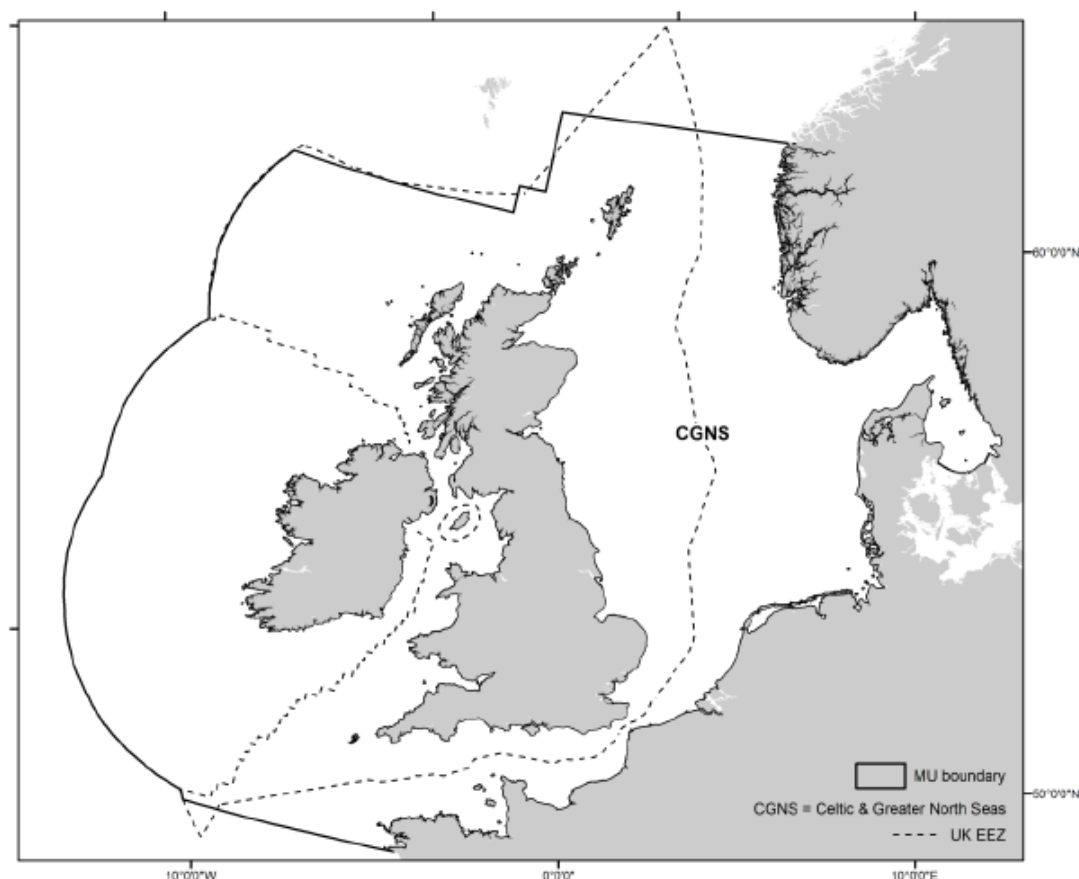 60°0'0"N
CGNS
MU boundary
CGNS = Celtic & Greater North Seas
50°0'0"N
UK EEZ
10°0'0"W
0°0'0"
10°0'0"E